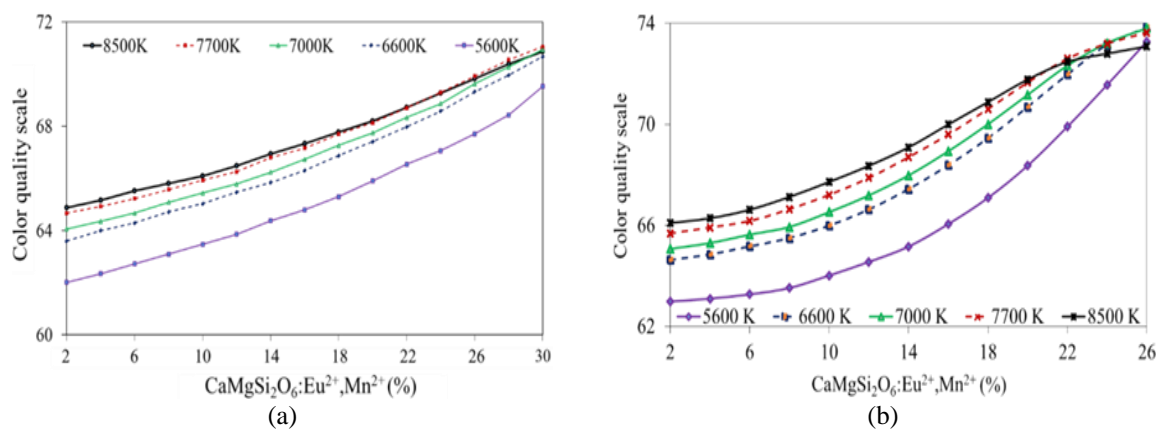 72
68
64
60
Color quality scale
8500K 7700K 7000K 6600K 5600K
2 6 10 14 18 22 26 30
CaMgSi₂O₆:Eu²⁺,Mn²⁺ (%)
(a)
74
70
66
62
Color quality scale
5600 K 6600 K 7000 K 7700 K 8500 K
2 6 10 14 18 22 26
CaMgSi₂O₆:Eu²⁺,Mn²⁺ (%)
(b)